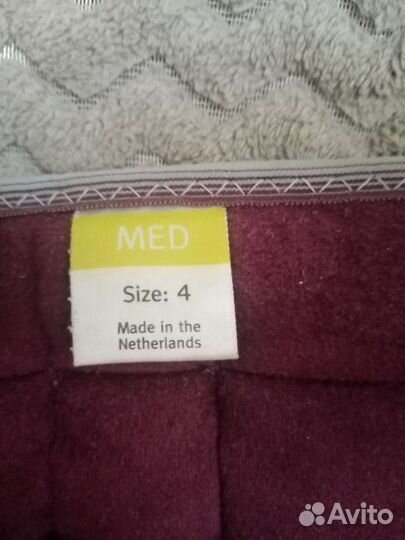 MED
Size: 4
Made in the
Netherlands
Avito